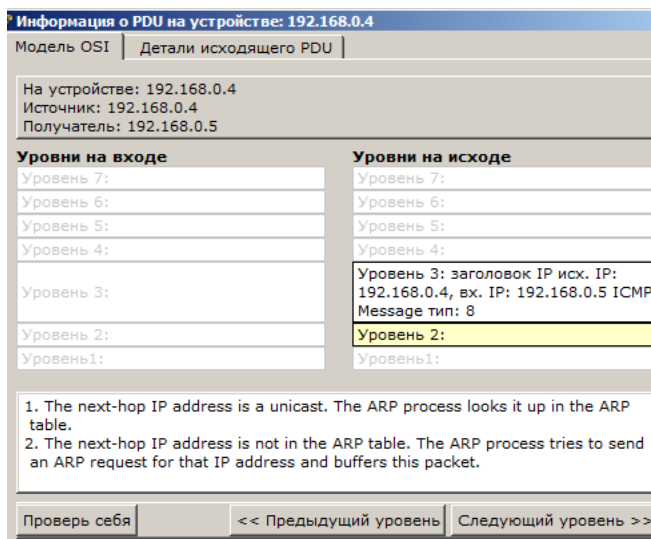 Информация о PDU на устройстве: 192.168.0.4
Модель OSI
Детали исходящего PDU
На устройстве: 192.168.0.4
Источник: 192.168.0.4
Получатель: 192.168.0.5
Уровни на входе
Уровень 7:
Уровень 6:
Уровень 5:
Уровень 4:
Уровень 3:
Уровень 2:
Уровень1:
Уровни на исходе
Уровень 7:
Уровень 6:
Уровень 5:
Уровень 4:
Уровень 3: заголовок IP исх. IP:
192.168.0.4, вх. IP: 192.168.0.5 ICMP
Message тип: 8
Уровень 2:
Уровень1:
1. The next-hop IP address is a unicast. The ARP process looks it up in the ARP
table.
2. The next-hop IP address is not in the ARP table. The ARP process tries to send
an ARP request for that IP address and buffers this packet.
Проверь себя
<< Предыдущий уровень
Следующий уровень >>